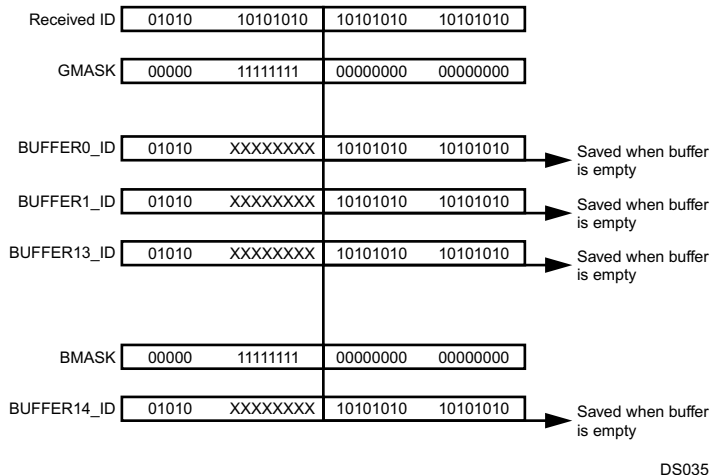 Received ID 01010 10101010 10101010 10101010
GMASK 00000 11111111 00000000 00000000
BUFFER0_ID 01010 XXXXXXXX 10101010 10101010
Saved when buffer
is empty
BUFFER1_ID 01010 XXXXXXXX 10101010 10101010
Saved when buffer
is empty
BUFFER13_ID 01010 XXXXXXXX 10101010 10101010
Saved when buffer
is empty
BMASK 00000 11111111 00000000 00000000
BUFFER14_ID 01010 XXXXXXXX 10101010 10101010
Saved when buffer
is empty
DS035